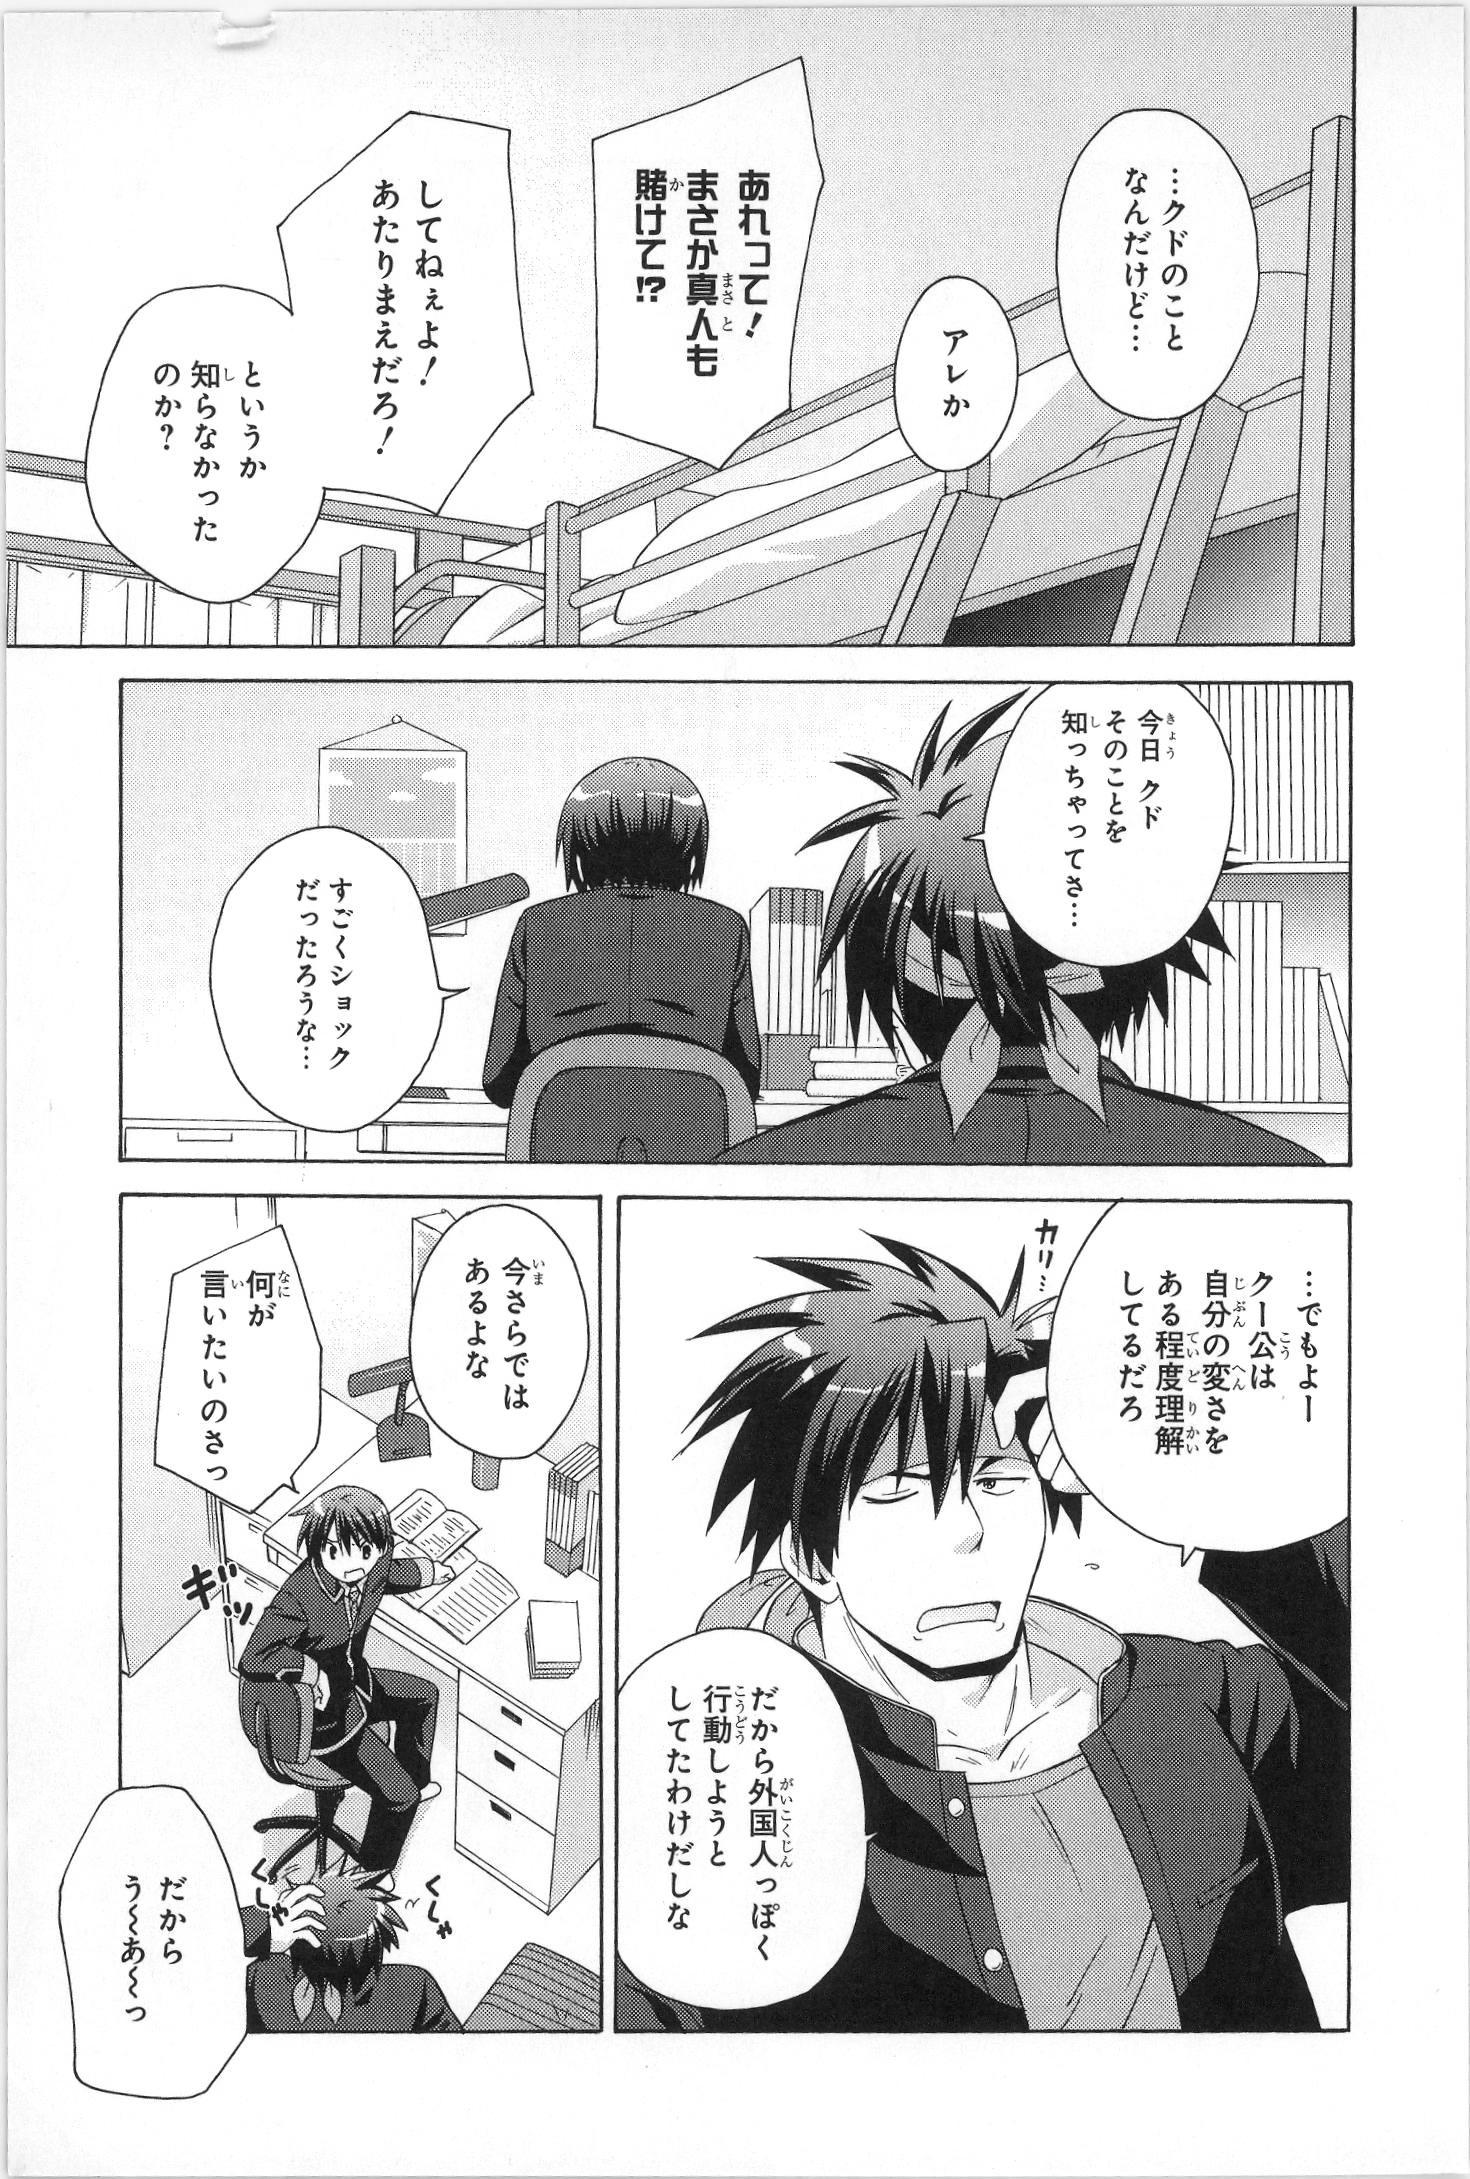 …クドのこと
なんだけど…
アレか
あれって！
まさか真人も
賭けて⁉
してねぇよ！
あたりまえだろ！
というか
知らなかった
のか？
今日 クド
そのことを
知っちゃってさ…
すごくショック
だったろうな…
…でもよー
クー公は
自分の変さを
ある程度理解
してるだろ
カリ…
だから外国人っぽく
行動しようと
してたわけだしな
今さらでは
あるよな
何が
言いたいのさっ
ギッ
くしゃ
くしゃ
だから
う〜あ〜っ